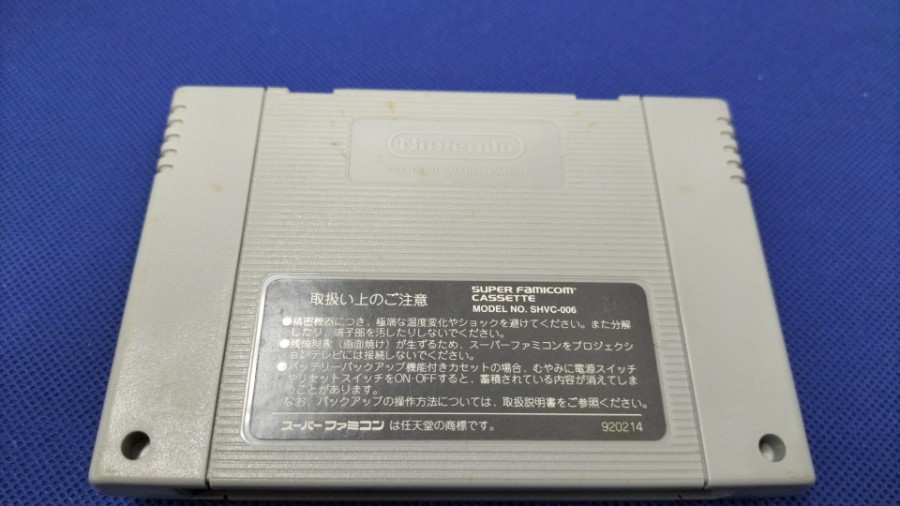 Nintendo
取扱い上のご注意
SUPER FAMICOM
CASSETTE
MODEL NO. SHVC-006
●精密機器につき、極端な温度変化やショックを避けてください。また分解
したり、端子部を汚したりしないでください。
●残像現象(画面焼け)が生ずるため、スーパーファミコンをプロジェクシ
ョンテレビには接続しないでください。
●バッテリーバックアップ機能付きカセットの場合、むやみに電源スイッチ
やリセットスイッチをON・OFFすると、蓄積されている内容が消えてしま
うことがあります。
なお、バックアップの操作方法については、取扱説明書をご参照ください。
スーパーファミコン は任天堂の商標です。
920214